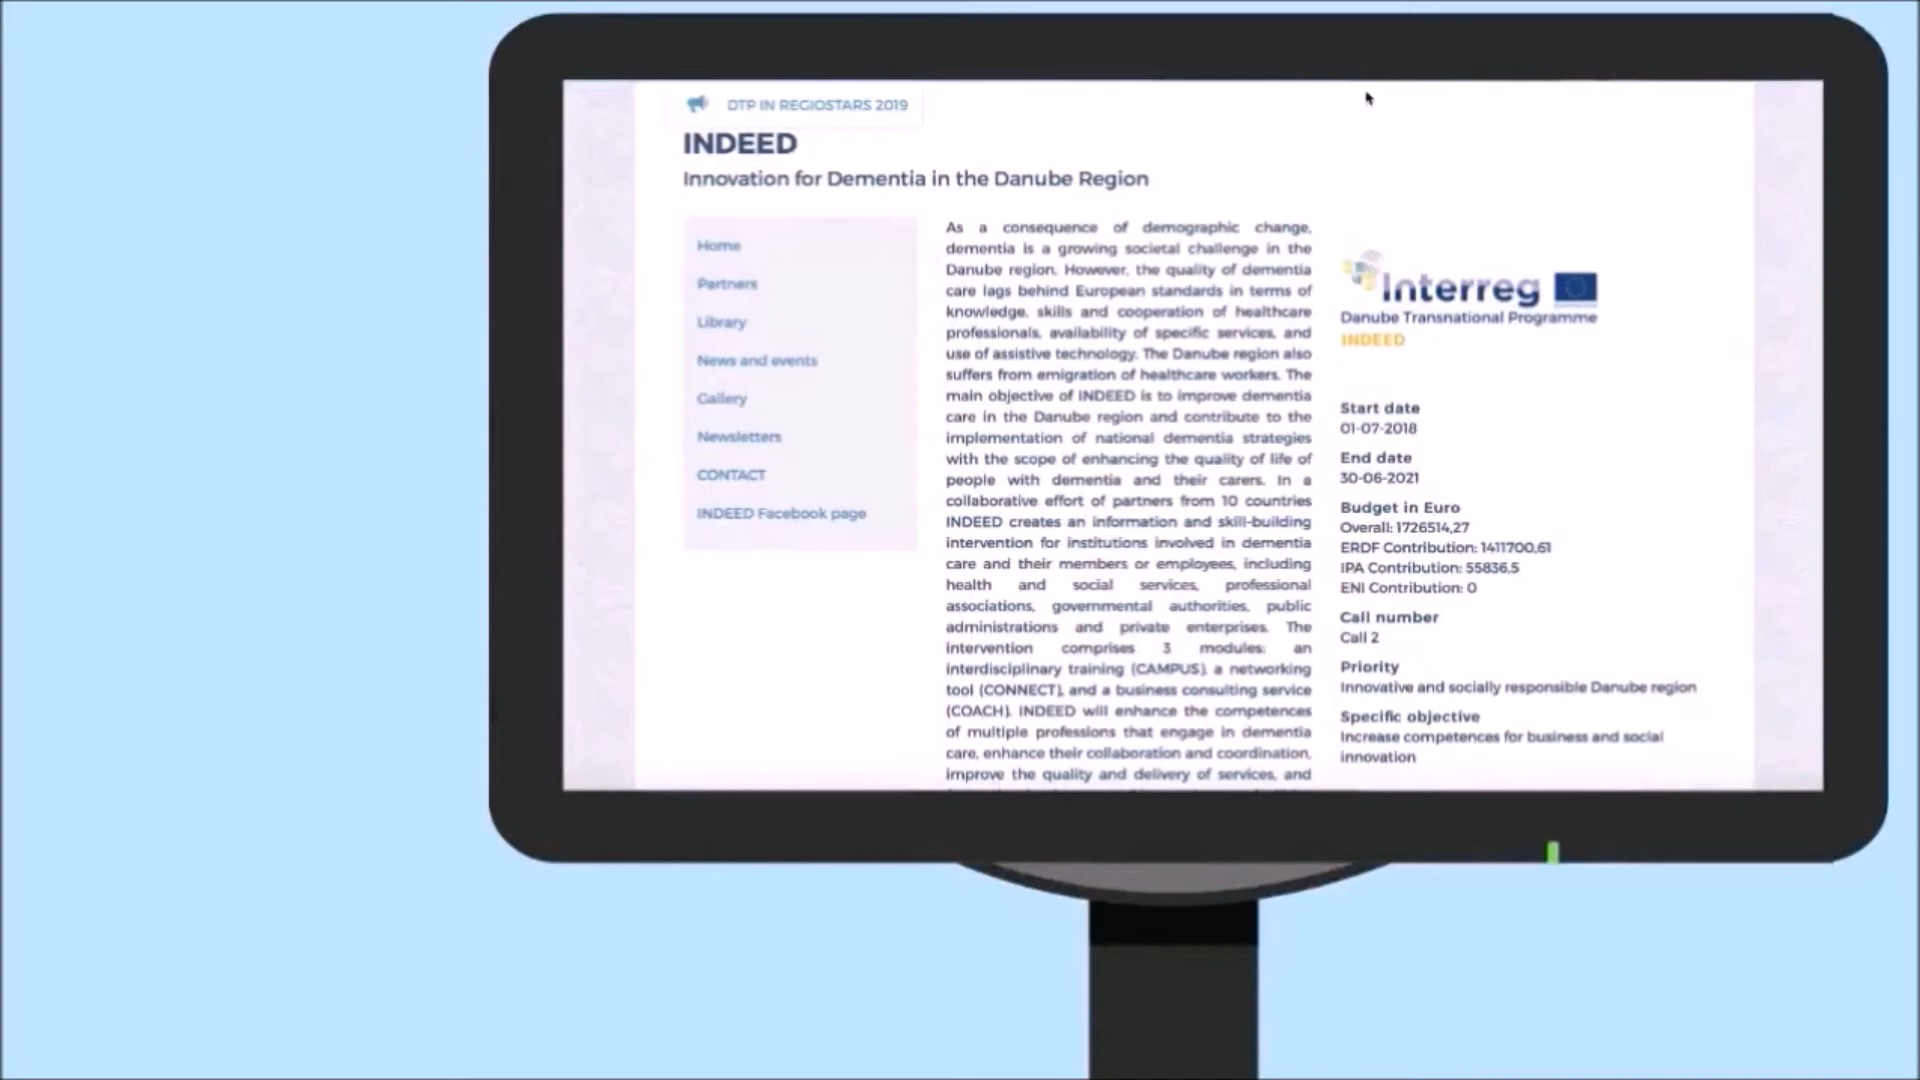 DTP IN REGIOSTARS 2019
INDEED
Innovation for Dementia in the Danube Region
Home
Partners
Library
News and events
Gallery
Newsletters
CONTACT
INDEED Facebook page
As a consequence of demographic change,
dementia is a growing societal challenge in the
Danube region. However, the quality of dementia
care lags behind European standards in terms of
knowledge, skills and cooperation of healthcare
professionals, availability of specific services, and
use of assistive technology. The Danube region also
suffers from emigration of healthcare workers. The
main objective of INDEED is to improve dementia
care in the Danube region and contribute to the
implementation of national dementia strategies
with the scope of enhancing the quality of life of
people with dementia and their carers. In a
collaborative effort of partners from 10 countries
INDEED creates an information and skill-building
intervention for institutions involved in dementia
care and their members or employees, including
health and social services, professional
associations, governmental authorities, public
administrations and private enterprises. The
intervention comprises 3 modules: an
interdisciplinary training (CAMPUS), a networking
tool (CONNECT), and a business consulting service
(COACH). INDEED will enhance the competences
of multiple professions that engage in dementia
care, enhance their collaboration and coordination,
improve the quality and delivery of services, and
Interreg
Danube Transnational Programme
INDEED
Start date
01-07-2018
End date
30-06-2021
Budget in Euro
Overall: 1726514,27
ERDF Contribution: 1411700,61
IPA Contribution: 55836,5
ENI Contribution: 0
Call number
Call 2
Priority
Innovative and socially responsible Danube region
Specific objective
Increase competences for business and social
innovation